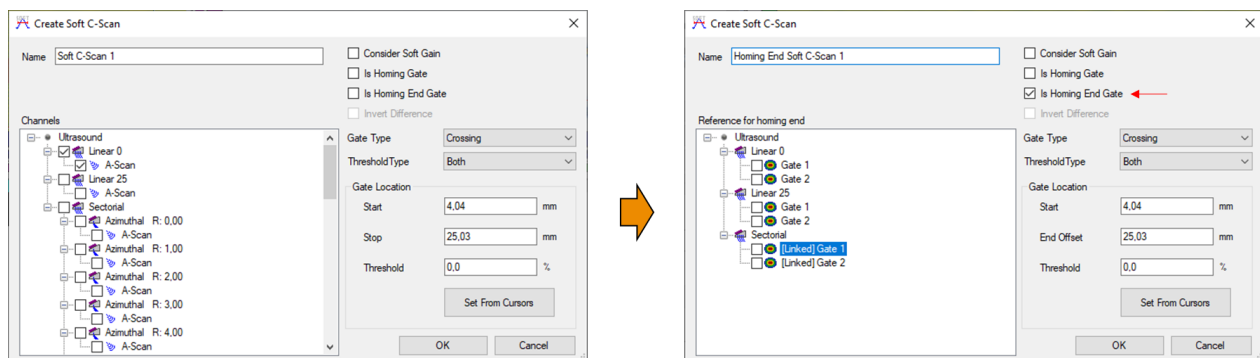 Create Soft C-Scan
Name Soft C-Scan 1
Consider Soft Gain
Is Homing Gate
Is Homing End Gate
Invert Difference
Channels
Ultrasound
Linear 0
A-Scan
Linear 25
A-Scan
Sectorial
Azimuthal R: 0,00
A-Scan
Azimuthal R: 1,00
A-Scan
Azimuthal R: 2,00
A-Scan
Azimuthal R: 3,00
A-Scan
Azimuthal R: 4,00
A-Scan
Gate Type Crossing
ThresholdType Both
Gate Location
Start 4,04 mm
Stop 25,03 mm
Threshold 0,0 %
Set From Cursors
OK Cancel
Create Soft C-Scan
Name Homing End Soft C-Scan 1
Consider Soft Gain
Is Homing Gate
Is Homing End Gate
Invert Difference
Reference for homing end
Ultrasound
Linear 0
Gate 1
Gate 2
Linear 25
Gate 1
Gate 2
Sectorial
[Linked] Gate 1
[Linked] Gate 2
Gate Type Crossing
ThresholdType Both
Gate Location
Start 4,04 mm
End Offset 25,03 mm
Threshold 0,0 %
Set From Cursors
OK Cancel